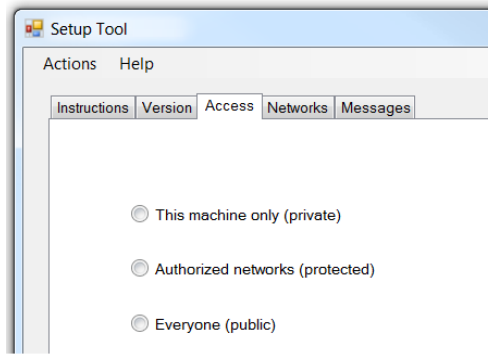 Setup Tool
Actions Help
Instructions Version Access Networks Messages
This machine only (private)
Authorized networks (protected)
Everyone (public)